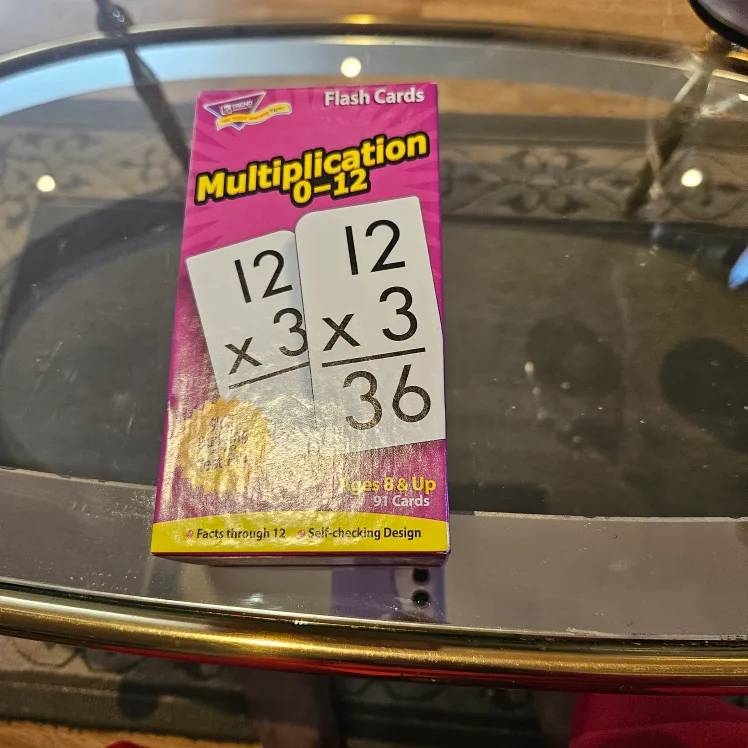 TREND
Flash Cards
Multiplication
0–12
12
x 3
12
x 3
36
Ages 8 & Up
91 Cards
Facts through 12 Self-checking Design